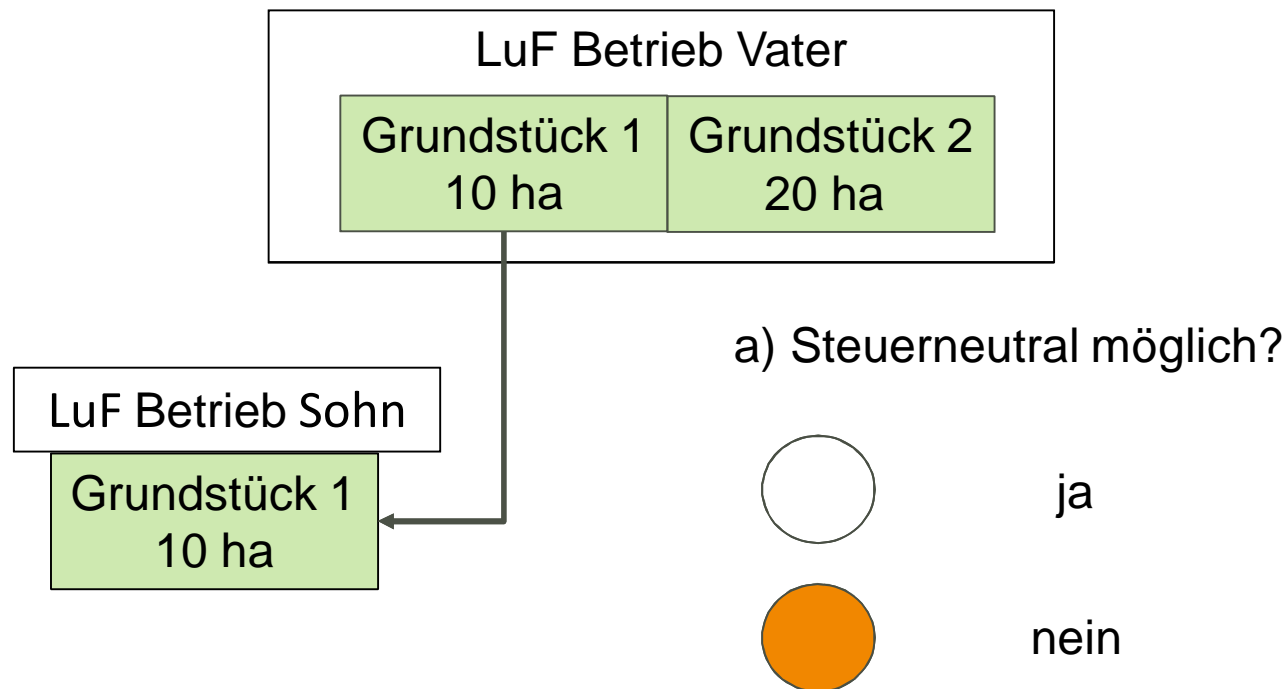 LuF Betrieb Vater
Grundstück 1
10 ha
Grundstück 2
20 ha
a) Steuerneutral möglich?
LuF Betrieb Sohn
Grundstück 1
10 ha
ja
nein